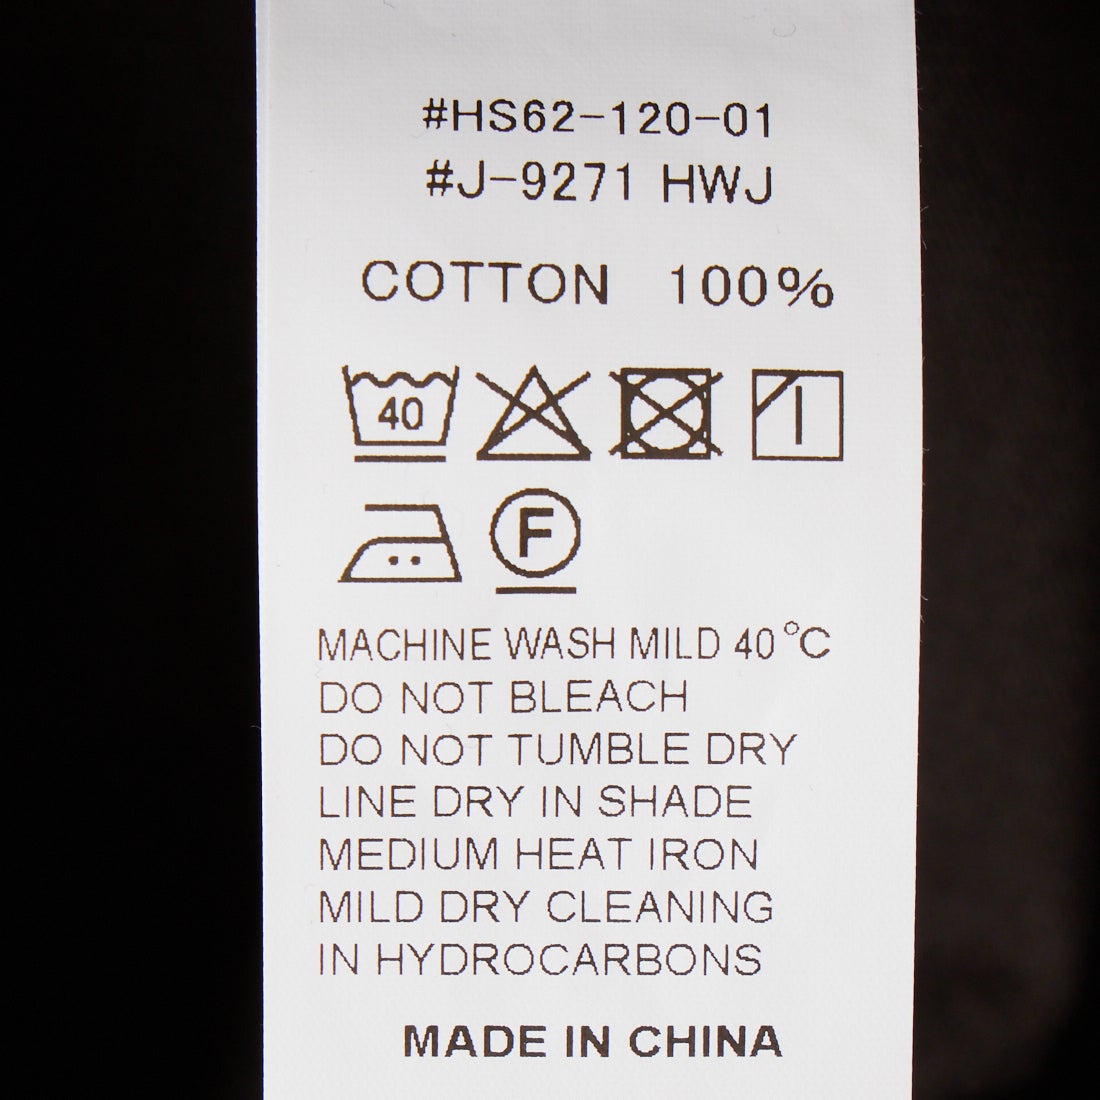 #HS62-120-01
#J-9271 HWJ
COTTON 100%
40
F
MACHINE WASH MILD 40°C
DO NOT BLEACH
DO NOT TUMBLE DRY
LINE DRY IN SHADE
MEDIUM HEAT IRON
MILD DRY CLEANING
IN HYDROCARBONS
MADE IN CHINA